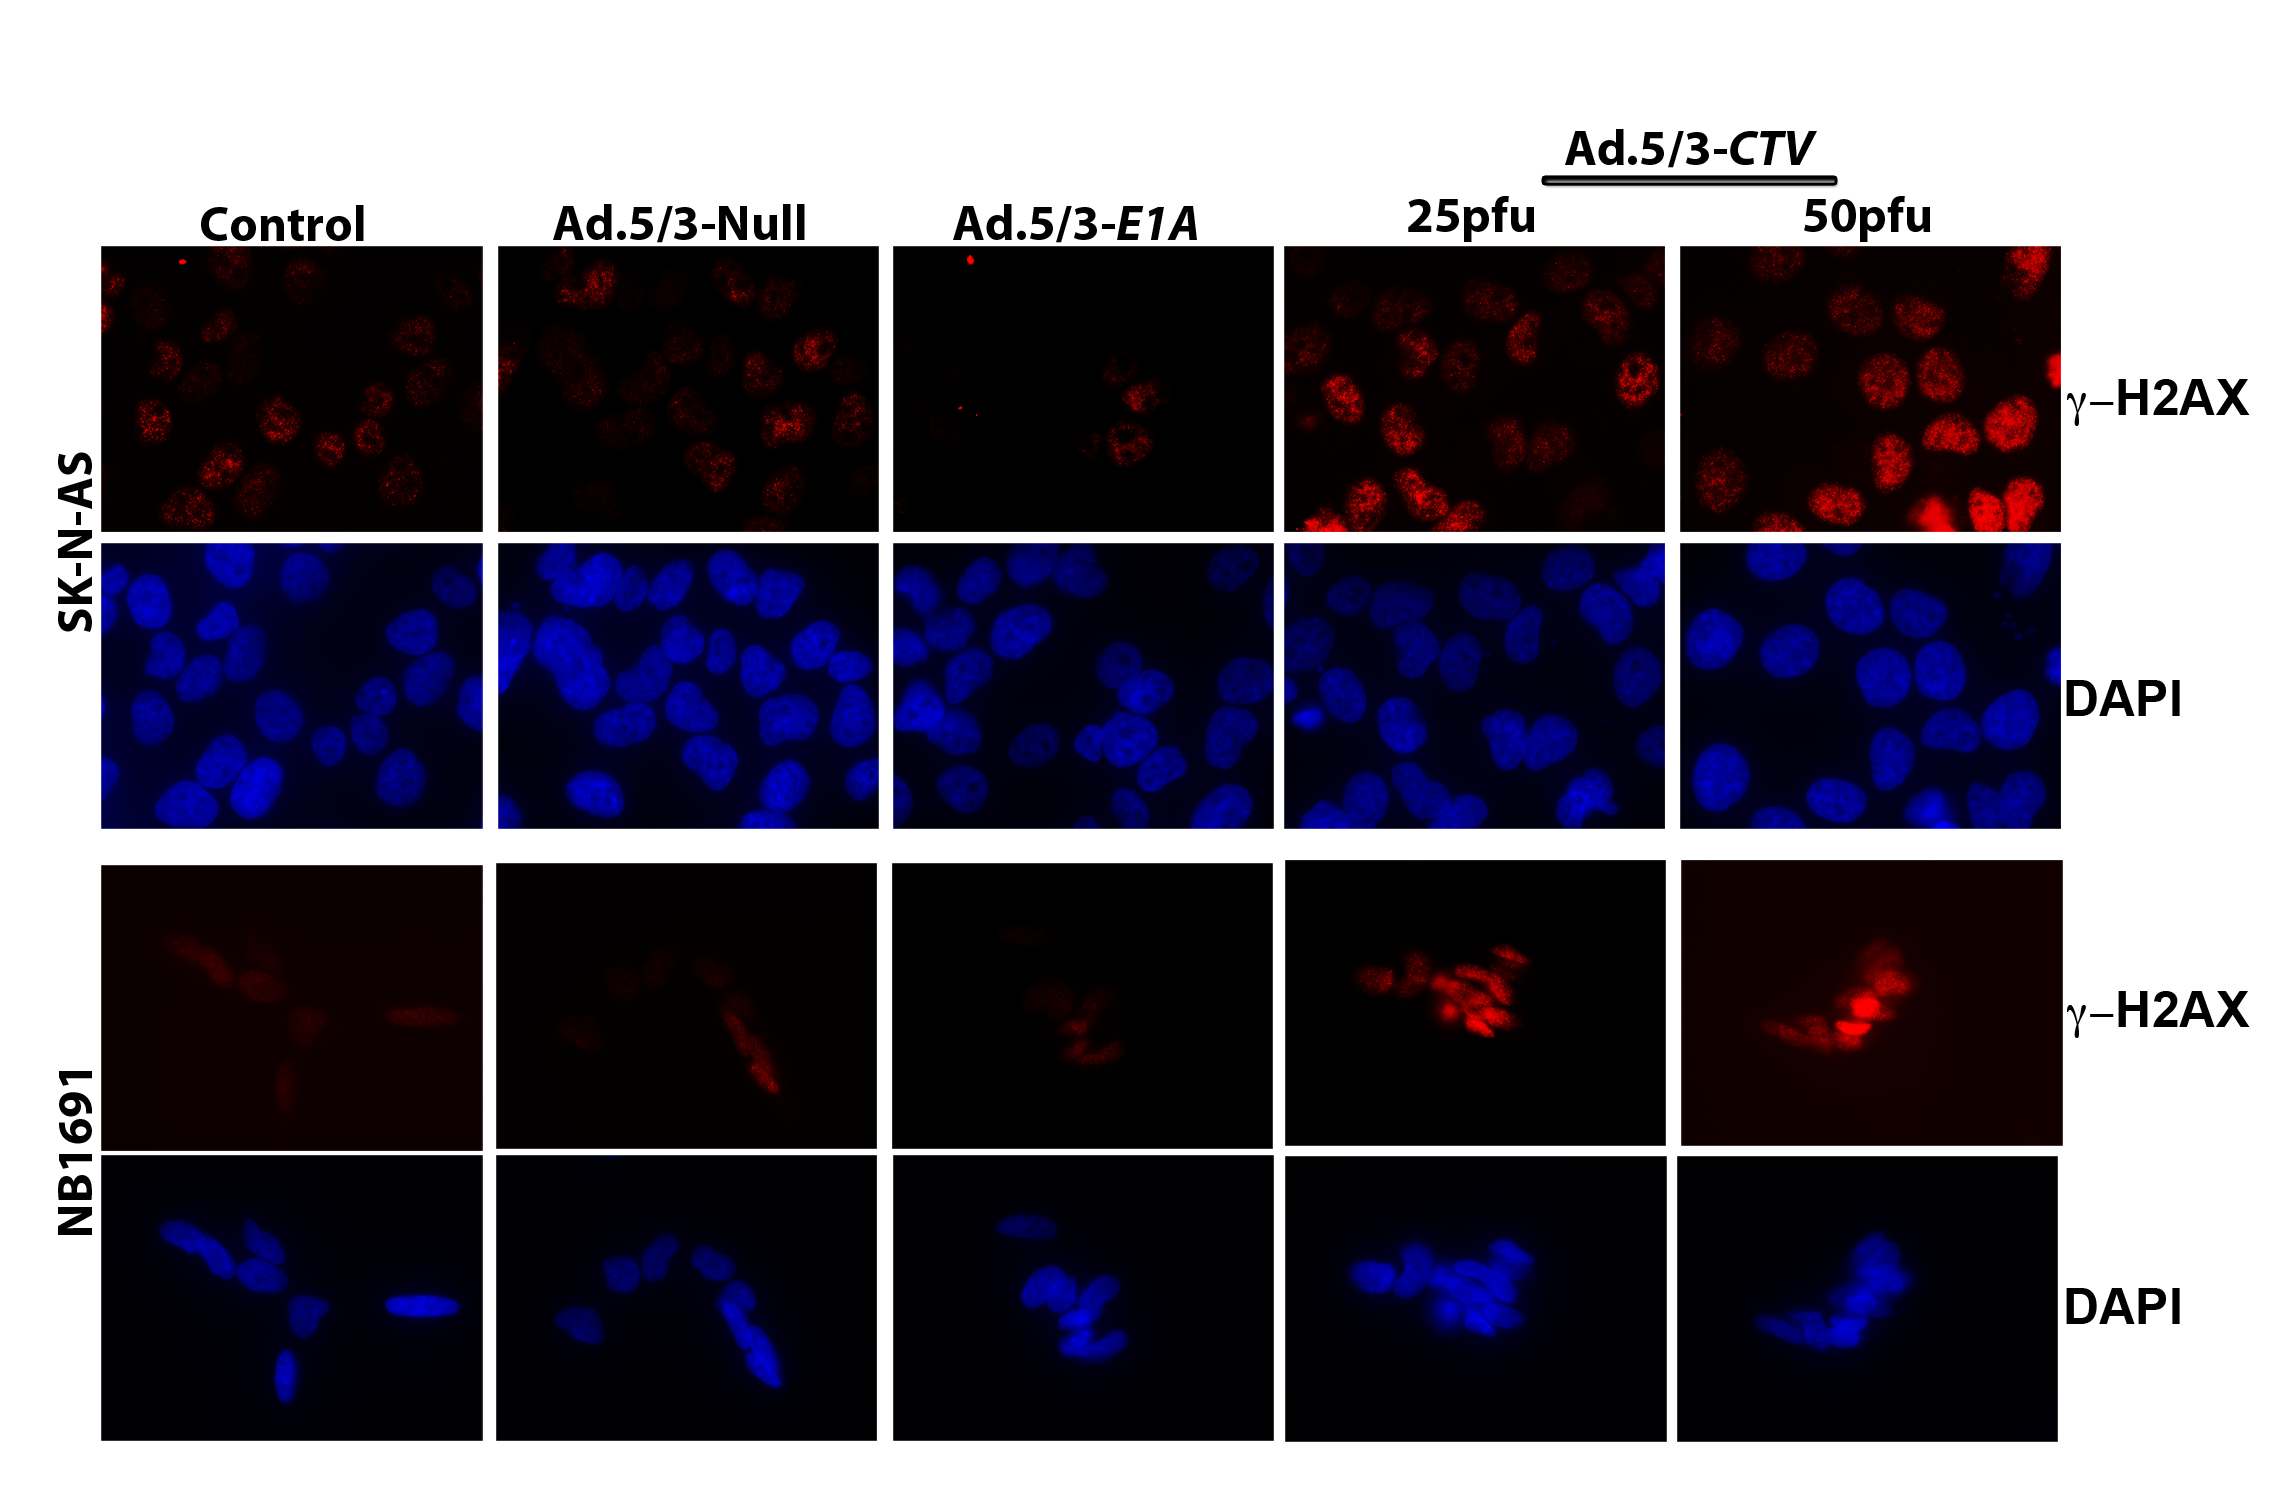 Ad.5/3-CTV
Control Ad.5/3-Null Ad.5/3-E1A 25pfu 50pfu
SK-N-AS
γ–H2AX
DAPI
NB1691
γ–H2AX
DAPI